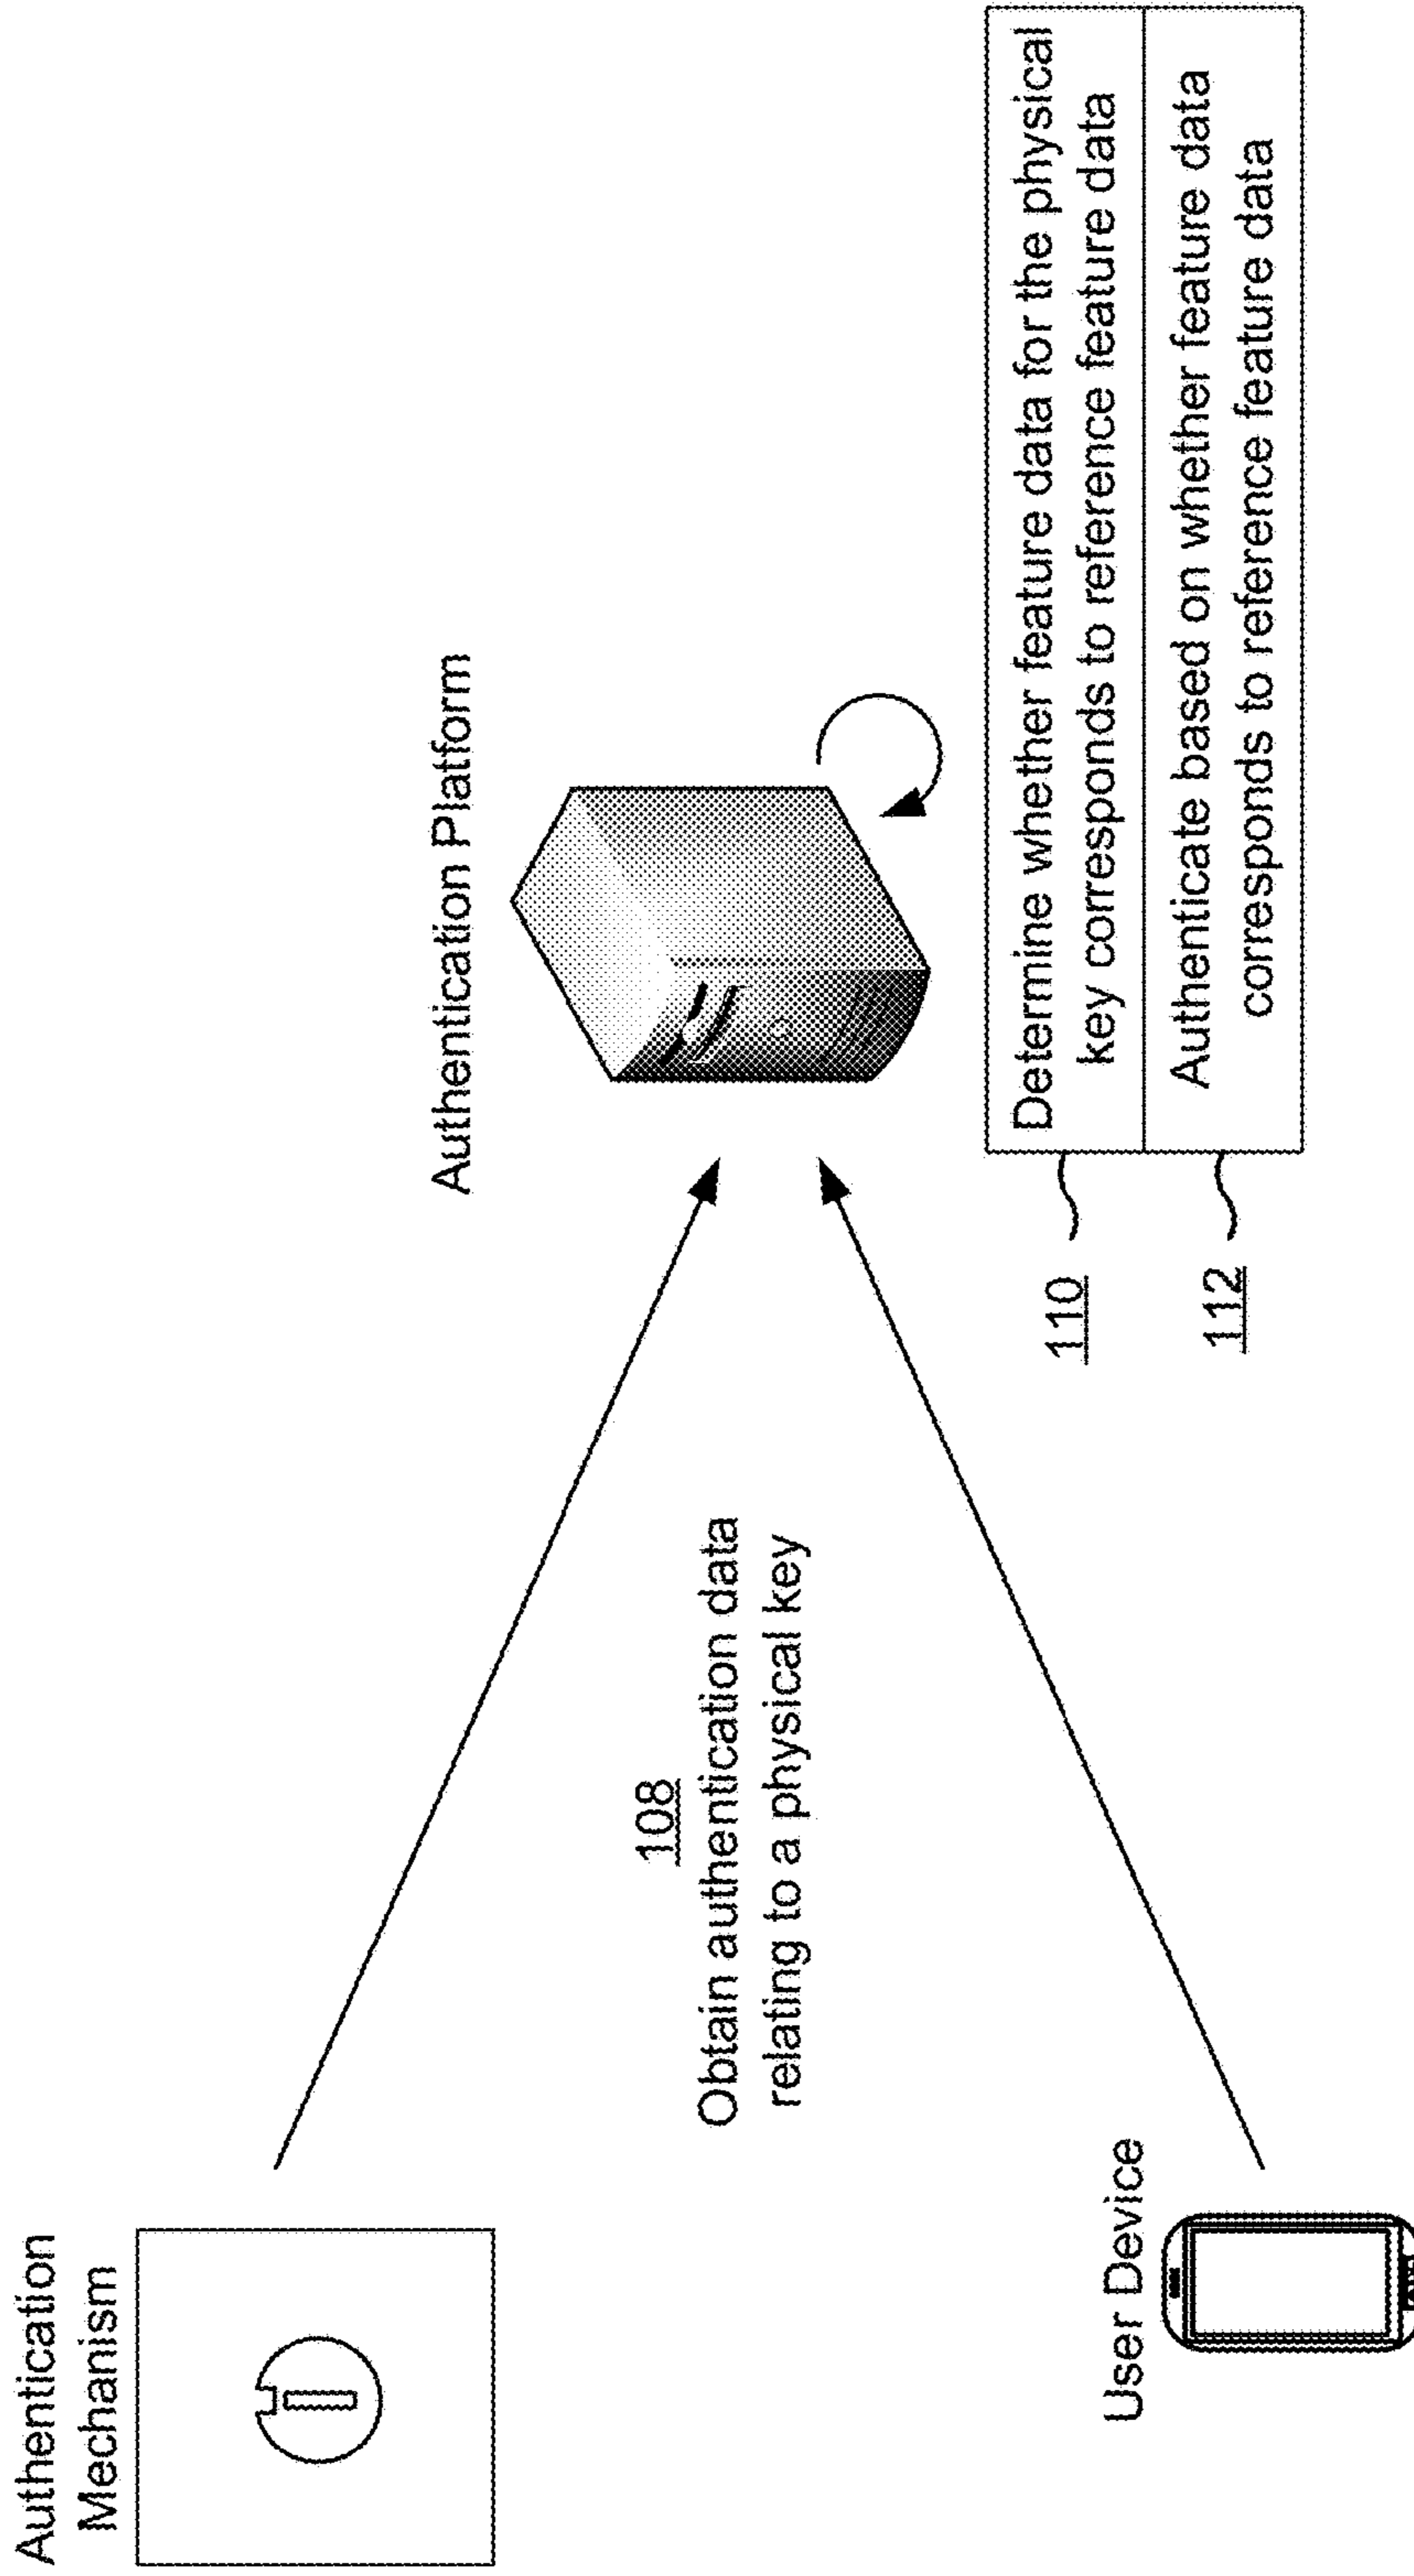 Authentication
Mechanism
Authentication Platform
108
Obtain authentication data
relating to a physical key
User Device
110
Determine whether feature data for the physical
key corresponds to reference feature data
112
Authenticate based on whether feature data
corresponds to reference feature data